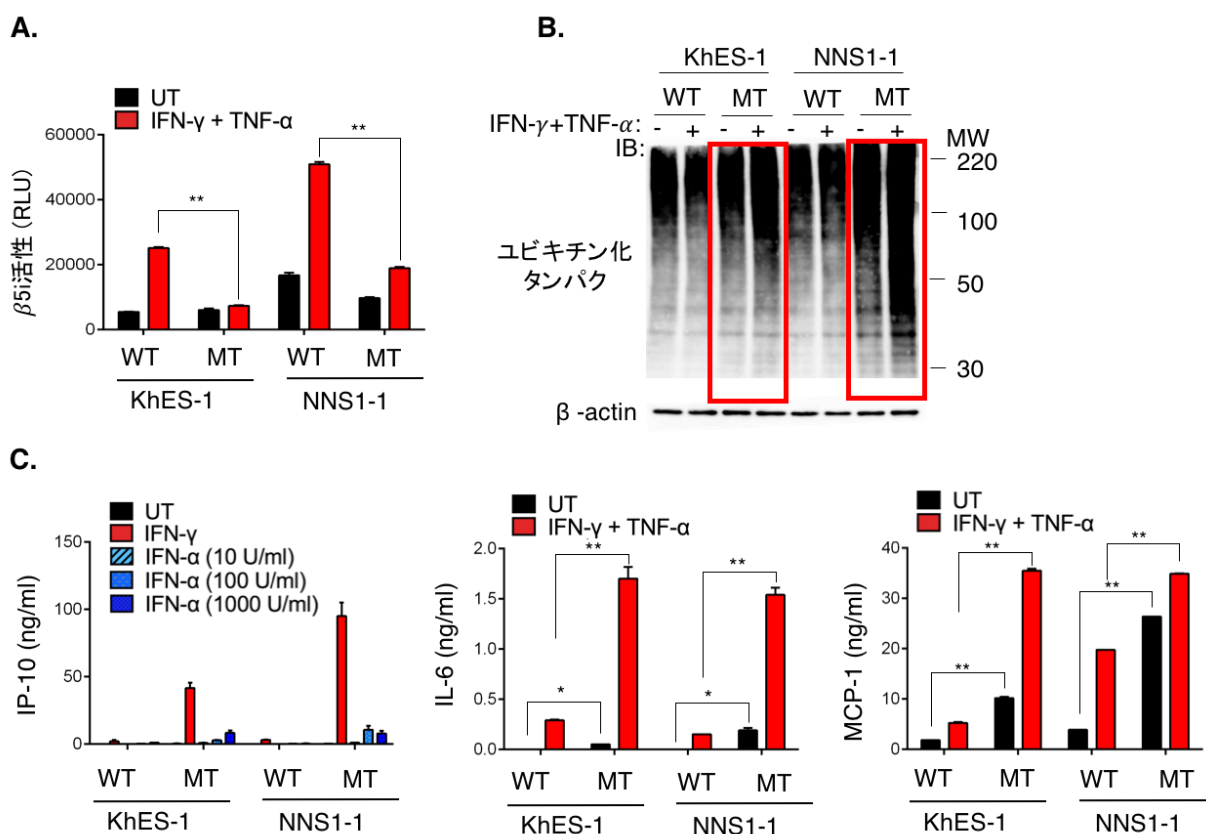 A.
UT
IFN-γ + TNF-α
β5i活性 (RLU)
60000
40000
20000
0
**
**
WT
MT
WT
MT
KhES-1
NNS1-1
B.
KhES-1
NNS1-1
WT
MT
WT
MT
IFN-γ+TNF-α:
- + - + - + - +
IB:
MW
220
100
50
30
ユビキチン化
タンパク
β -actin
C.
UT
IFN-γ
IFN-α (10 U/ml)
IFN-α (100 U/ml)
IFN-α (1000 U/ml)
IP-10 (ng/ml)
150
100
50
0
WT
MT
WT
MT
KhES-1
NNS1-1
UT
IFN-γ + TNF-α
IL-6 (ng/ml)
2.0
1.5
1.0
0.5
0.0
**
**
*
*
WT
MT
WT
MT
KhES-1
NNS1-1
UT
IFN-γ + TNF-α
MCP-1 (ng/ml)
40
30
20
10
0
**
**
**
**
WT
MT
WT
MT
KhES-1
NNS1-1